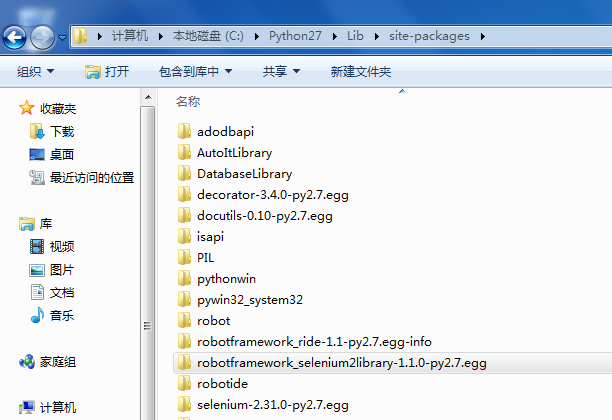 计算机 本地磁盘 (C:) Python27 Lib site-packages
组织 打开 包含到库中 共享 新建文件夹
收藏夹
下载
桌面
最近访问的位置
库
视频
图片
文档
音乐
家庭组
计算机
名称
adodbapi
AutoItLibrary
DatabaseLibrary
decorator-3.4.0-py2.7.egg
docutils-0.10-py2.7.egg
isapi
PIL
pythonwin
pywin32_system32
robot
robotframework_ride-1.1-py2.7.egg-info
robotframework_selenium2library-1.1.0-py2.7.egg
robotide
selenium-2.31.0-py2.7.egg